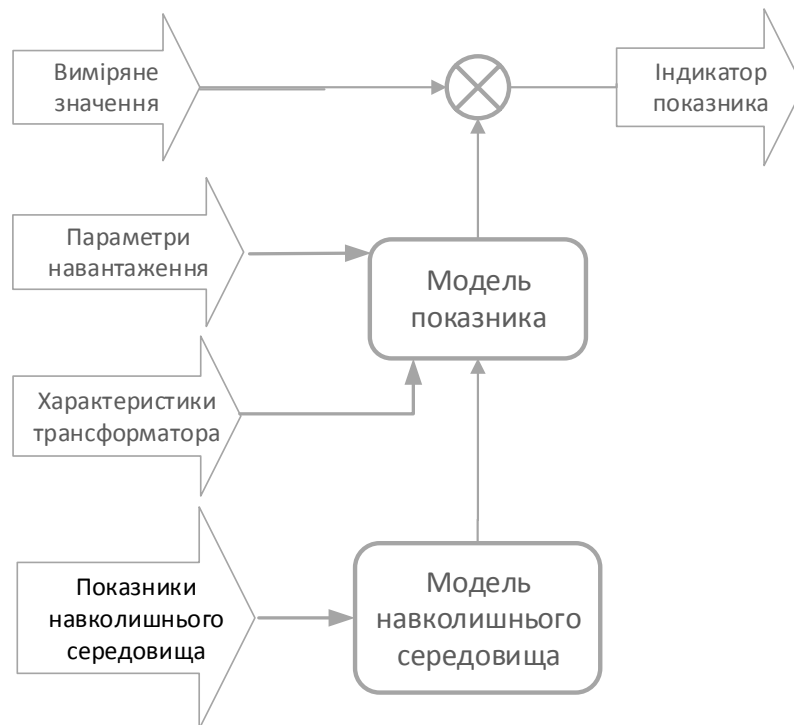 Виміряне
значення
Індикатор
показника
Параметри
навантаження
Модель
показника
Характеристики
трансформатора
Показники
навколишнього
середовища
Модель
навколишнього
середовища